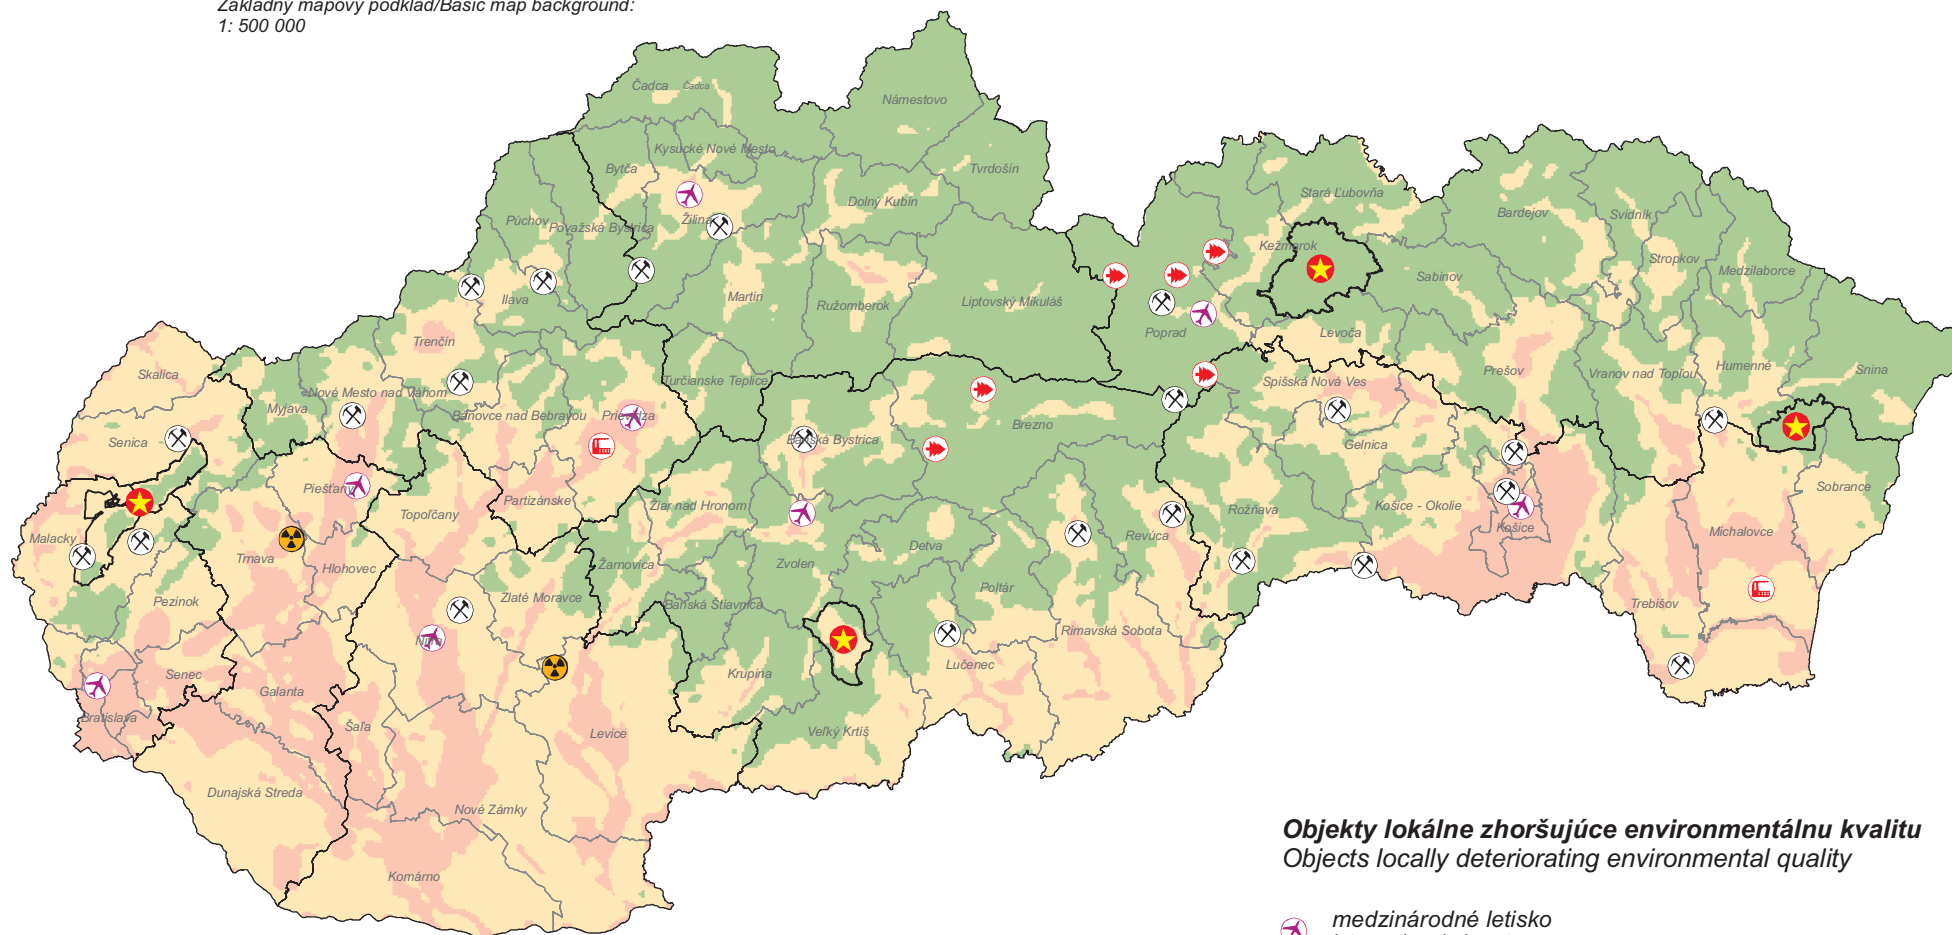 Základný mapový podklad/Basic map background:
1: 500 000
Čadca
Čadca
Námestovo
Kysucké Nové Mesto
Bytča
Tvrdošín
Stará Ľubovňa
Dolný Kubín
Bardejov
Svidník
Púchov
Považská Bystrica
Žilina
Kežmarok
Stropkov
Medzilaborce
Sabinov
Ilava
Martin
Ružomberok
Liptovský Mikuláš
Poprad
Levoča
Trenčín
Skalica
Turčianske Teplice
Spišská Nová Ves
Prešov
Vranov nad Topľou
Humenné
Snina
Nové Mesto nad Váhom
Myjava
Bánovce nad Bebravou
Prievidza
Banská Bystrica
Brezno
Senica
Gelnica
Piešťany
Partizánske
Topoľčany
Žiar nad Hronom
Rožňava
Košice - Okolie
Sobrance
Malacky
Trnava
Hlohovec
Žarnovica
Zvolen
Detva
Revúca
Košice
Michalovce
Pezinok
Zlaté Moravce
Banská Štiavnica
Poltár
Rimavská Sobota
Trebišov
Nitra
Senec
Galanta
Krupina
Lučenec
Bratislava
Šaľa
Levice
Veľký Krtíš
Dunajská Streda
Nové Zámky
Komárno
Objekty lokálne zhoršujúce environmentálnu kvalitu
Objects locally deteriorating environmental quality
medzinárodné letisko